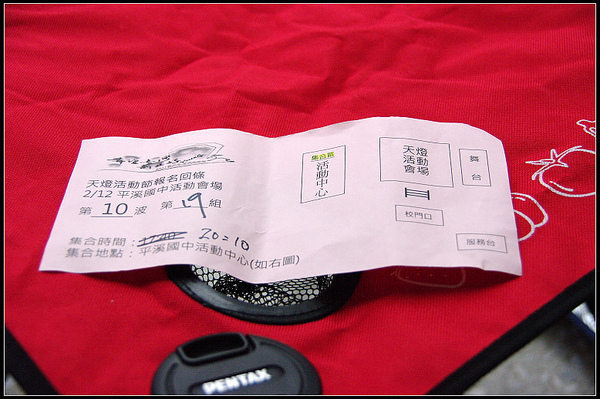 天燈活動節報名回條
2/12 平溪國中活動會場
第 10 波 第 19 組
集合時間： 20:10
集合地點：平溪國中活動中心(如右圖)
集合區
活動中心
天燈
活動
會場
舞台
校門口
服務台
PENTAX